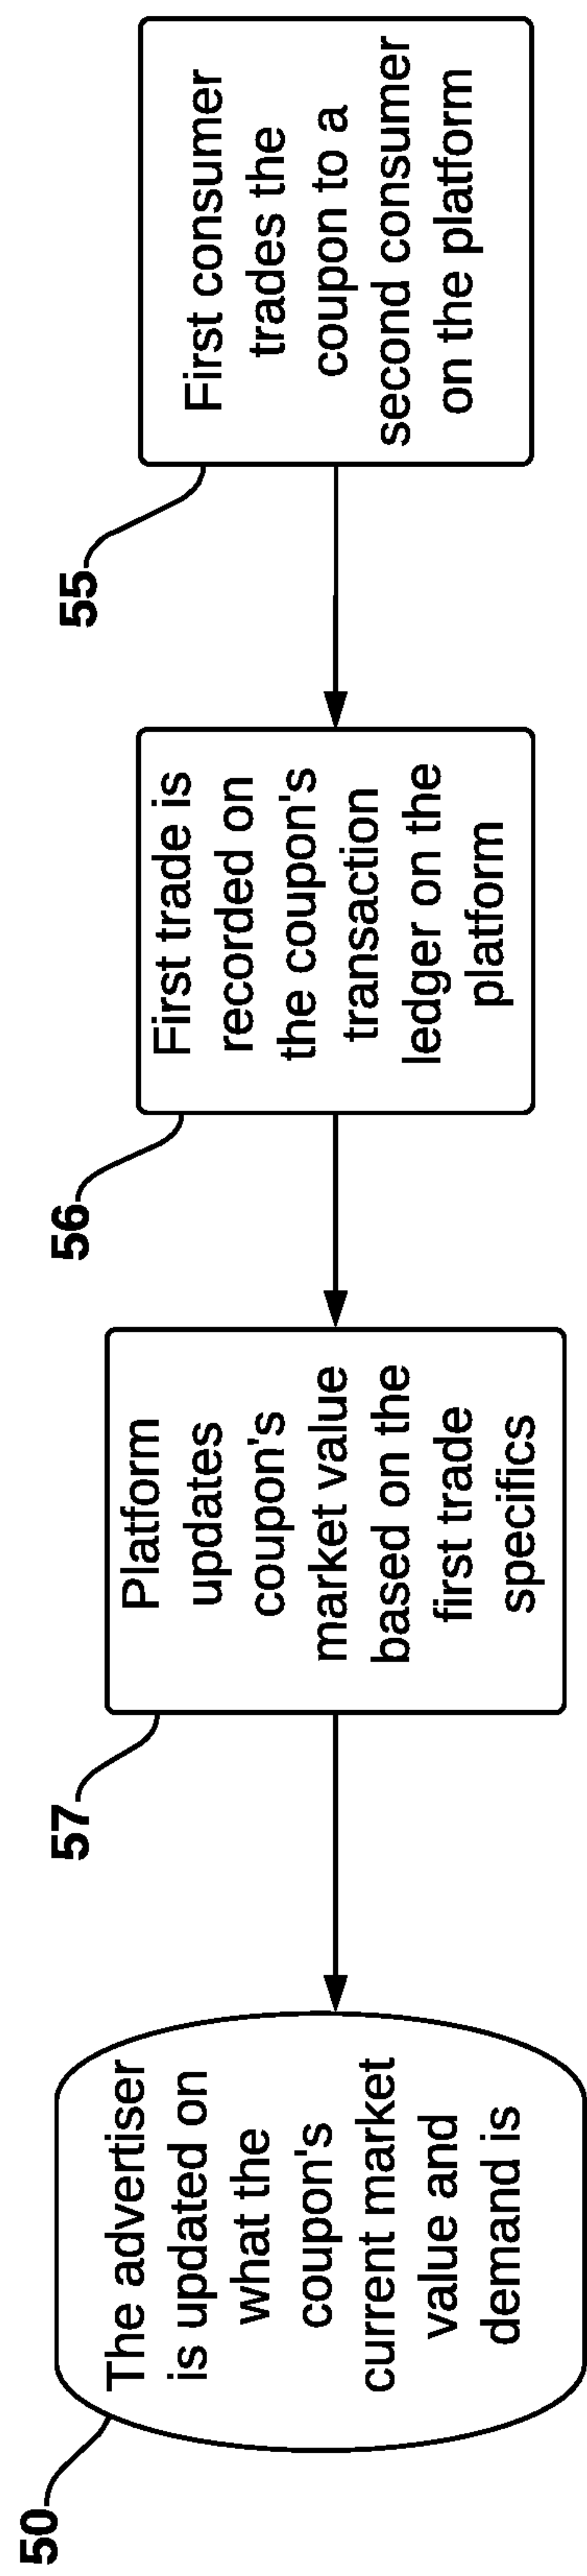 55
First consumer
trades the
coupon to a
second consumer
on the platform
56
First trade is
recorded on
the coupon's
transaction
ledger on the
platform
57
Platform
updates
coupon's
market value
based on the
first trade
specifics
50
The advertiser
is updated on
what the
coupon's
current market
value and
demand is